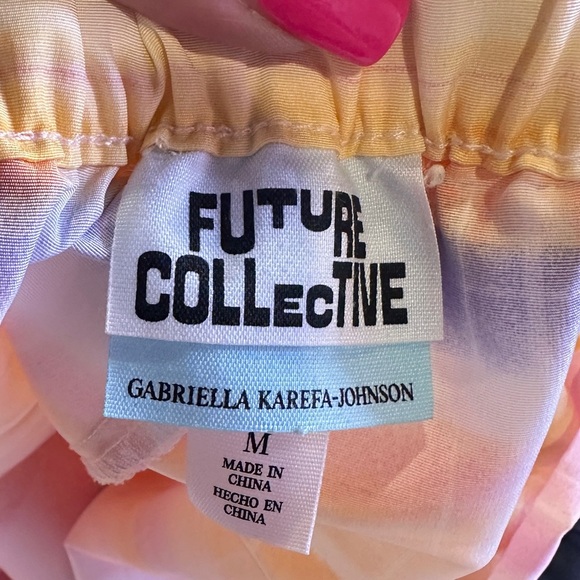 FUTURE
COLLECTIVE
GABRIELLA KAREFA-JOHNSON
M
MADE IN
CHINA
HECHO EN
CHINA